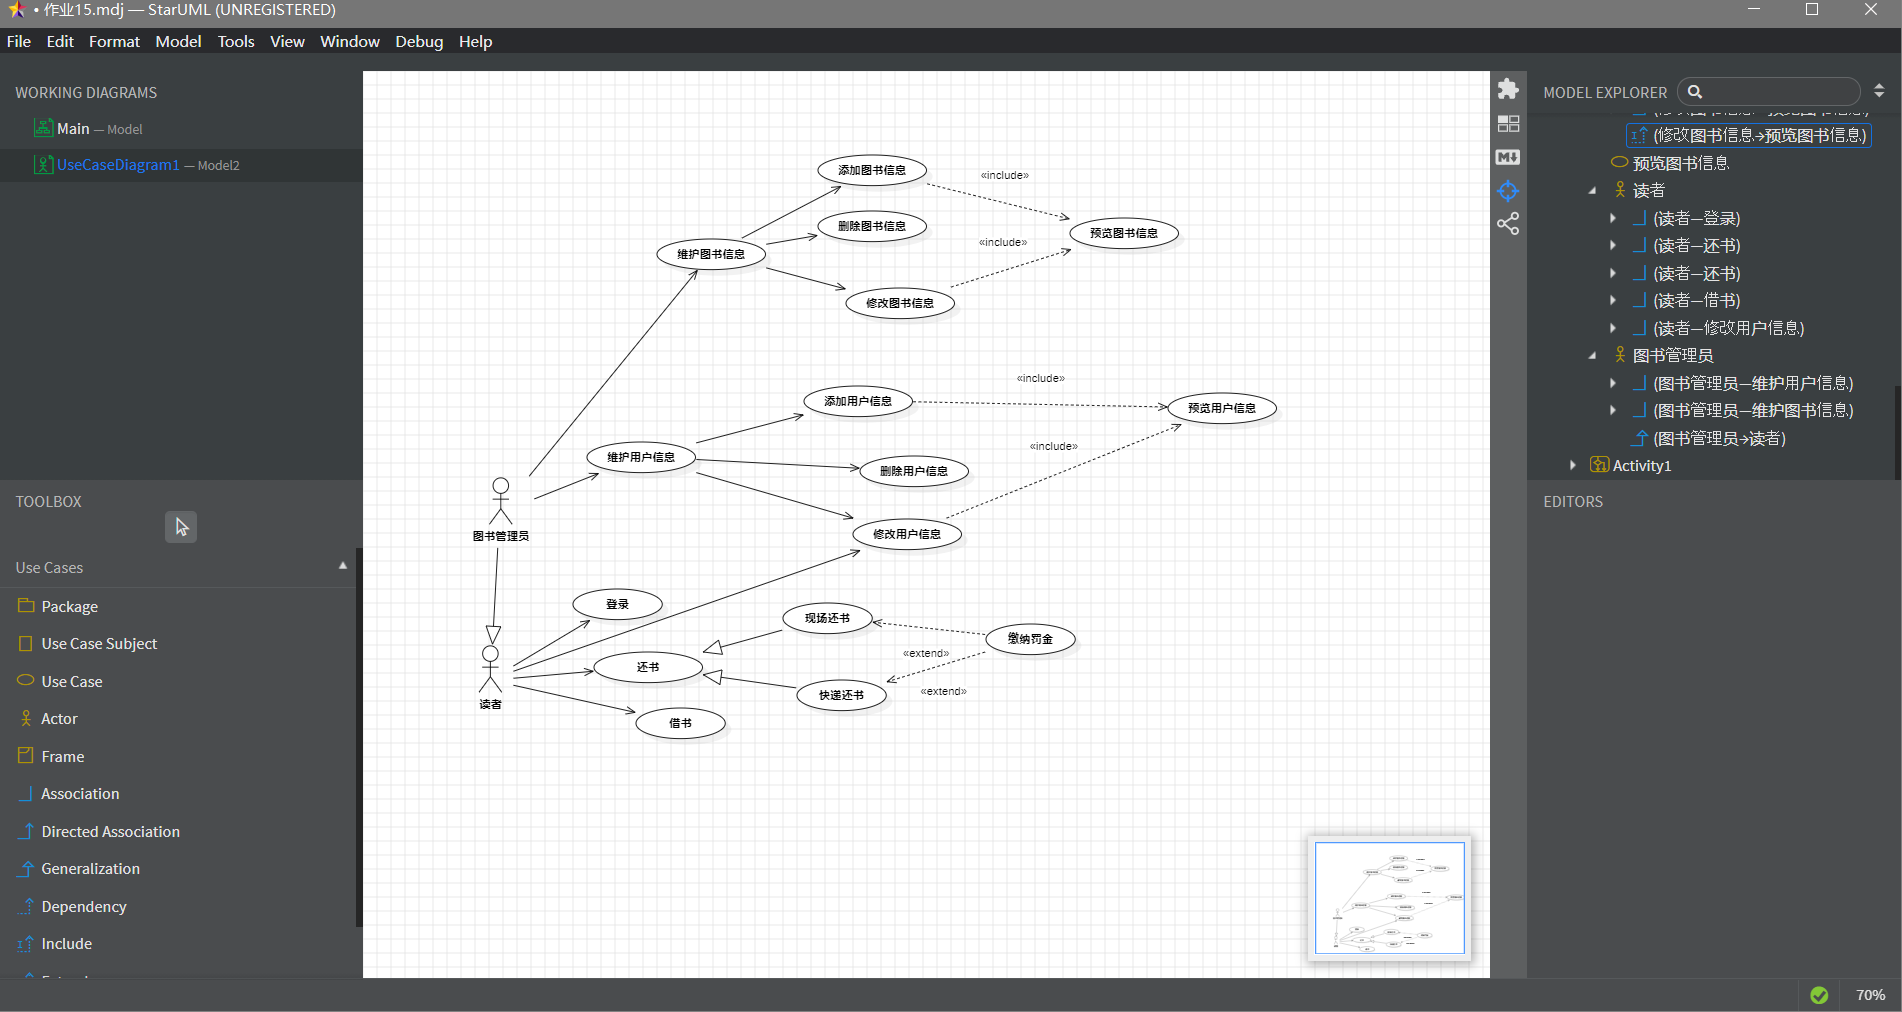 • 作业15.mdj — StarUML (UNREGISTERED)
File Edit Format Model Tools View Window Debug Help
WORKING DIAGRAMS
Main — Model
UseCaseDiagram1 — Model2
TOOLBOX
Use Cases
Package
Use Case Subject
Use Case
Actor
Frame
Association
Directed Association
Generalization
Dependency
Include
添加图书信息
«include»
删除图书信息
预览图书信息
«include»
维护图书信息
修改图书信息
«include»
添加用户信息
预览用户信息
«include»
维护用户信息
删除用户信息
修改用户信息
图书管理员
登录
现场还书
缴纳罚金
«extend»
还书
快递还书
«extend»
读者
借书
MODEL EXPLORER
(修改图书信息→预览图书信息)
预览图书信息
读者
(读者—登录)
(读者—还书)
(读者—还书)
(读者—借书)
(读者—修改用户信息)
图书管理员
(图书管理员—维护用户信息)
(图书管理员—维护图书信息)
(图书管理员→读者)
Activity1
EDITORS
70%